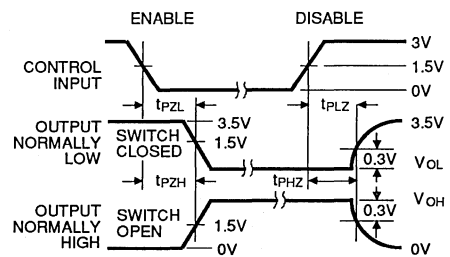 ENABLE
DISABLE
CONTROL
INPUT
3V
1.5V
0V
tPZL
tPLZ
OUTPUT
NORMALLY
LOW
SWITCH
CLOSED
3.5V
1.5V
3.5V
0.3V
VOL
tPZH
tPHZ
OUTPUT
NORMALLY
HIGH
SWITCH
OPEN
1.5V
0V
VOH
0.3V
0V